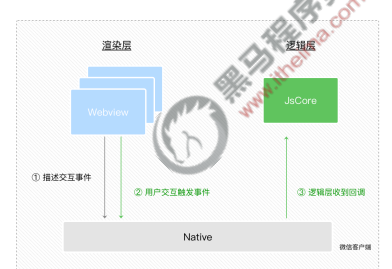 渲染层
逻辑层
Webview
JsCore
① 描述交互事件
② 用户交互触发事件
③ 逻辑层收到回调
Native
微信客户端
黑马程序
www.itheima.com